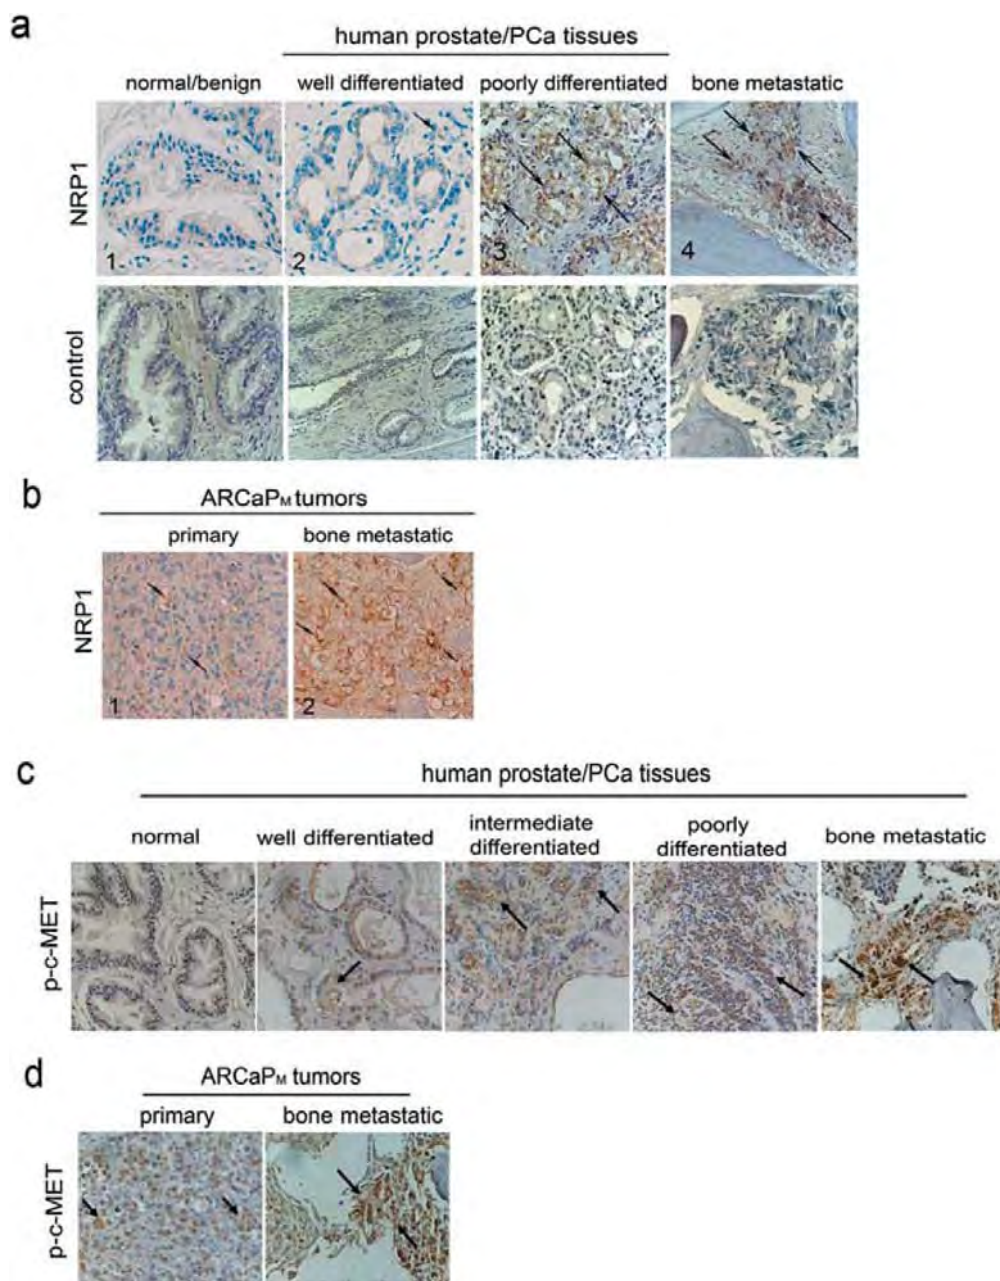 a
human prostate/PCa tissues
normal/benign well differentiated poorly differentiated bone metastatic
NRP1
1 2 3 4
control
b
ARCaPM tumors
primary bone metastatic
NRP1
1 2
c
human prostate/PCa tissues
normal well differentiated intermediate differentiated poorly differentiated bone metastatic
p-c-MET
d
ARCaPM tumors
primary bone metastatic
p-c-MET